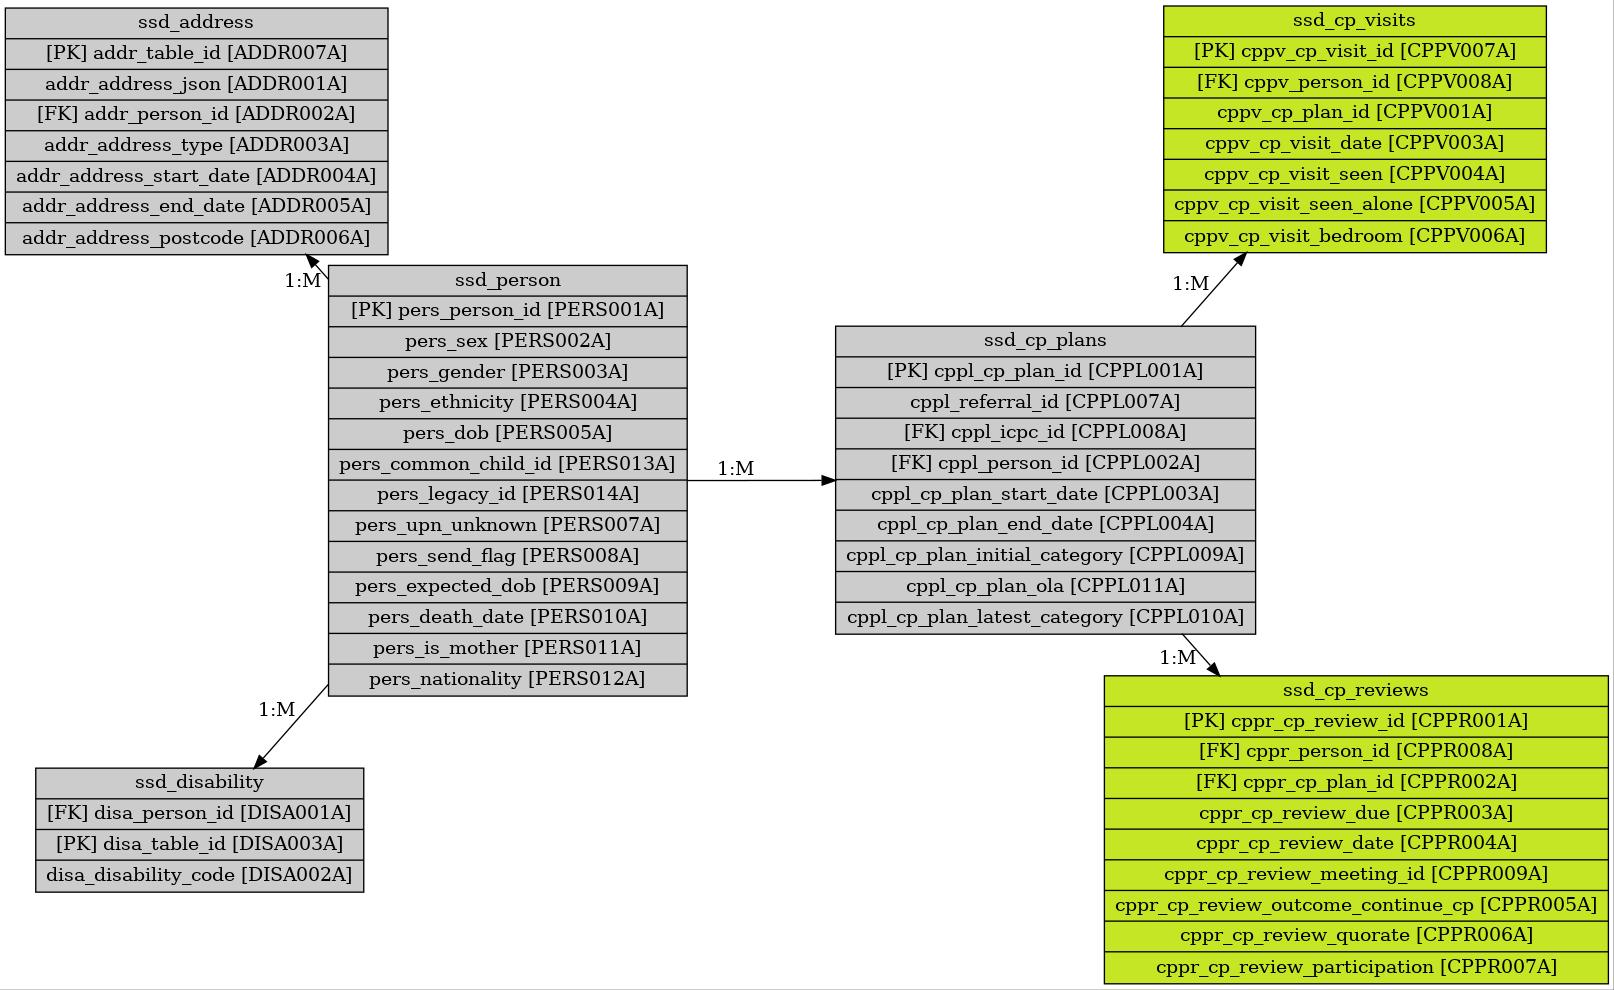 ssd_address
[PK] addr_table_id [ADDR007A]
addr_address_json [ADDR001A]
[FK] addr_person_id [ADDR002A]
addr_address_type [ADDR003A]
addr_address_start_date [ADDR004A]
addr_address_end_date [ADDR005A]
addr_address_postcode [ADDR006A]
1:M
ssd_person
[PK] pers_person_id [PERS001A]
pers_sex [PERS002A]
pers_gender [PERS003A]
pers_ethnicity [PERS004A]
pers_dob [PERS005A]
pers_common_child_id [PERS013A]
pers_legacy_id [PERS014A]
pers_upn_unknown [PERS007A]
pers_send_flag [PERS008A]
pers_expected_dob [PERS009A]
pers_death_date [PERS010A]
pers_is_mother [PERS011A]
pers_nationality [PERS012A]
1:M
ssd_disability
[FK] disa_person_id [DISA001A]
[PK] disa_table_id [DISA003A]
disa_disability_code [DISA002A]
1:M
ssd_cp_plans
[PK] cppl_cp_plan_id [CPPL001A]
cppl_referral_id [CPPL007A]
[FK] cppl_icpc_id [CPPL008A]
[FK] cppl_person_id [CPPL002A]
cppl_cp_plan_start_date [CPPL003A]
cppl_cp_plan_end_date [CPPL004A]
cppl_cp_plan_initial_category [CPPL009A]
cppl_cp_plan_ola [CPPL011A]
cppl_cp_plan_latest_category [CPPL010A]
1:M
ssd_cp_visits
[PK] cppv_cp_visit_id [CPPV007A]
[FK] cppv_person_id [CPPV008A]
cppv_cp_plan_id [CPPV001A]
cppv_cp_visit_date [CPPV003A]
cppv_cp_visit_seen [CPPV004A]
cppv_cp_visit_seen_alone [CPPV005A]
cppv_cp_visit_bedroom [CPPV006A]
1:M
ssd_cp_reviews
[PK] cppr_cp_review_id [CPPR001A]
[FK] cppr_person_id [CPPR008A]
[FK] cppr_cp_plan_id [CPPR002A]
cppr_cp_review_due [CPPR003A]
cppr_cp_review_date [CPPR004A]
cppr_cp_review_meeting_id [CPPR009A]
cppr_cp_review_outcome_continue_cp [CPPR005A]
cppr_cp_review_quorate [CPPR006A]
cppr_cp_review_participation [CPPR007A]